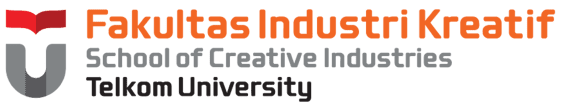 Fakultas Industri Kreatif
School of Creative Industries
Telkom University